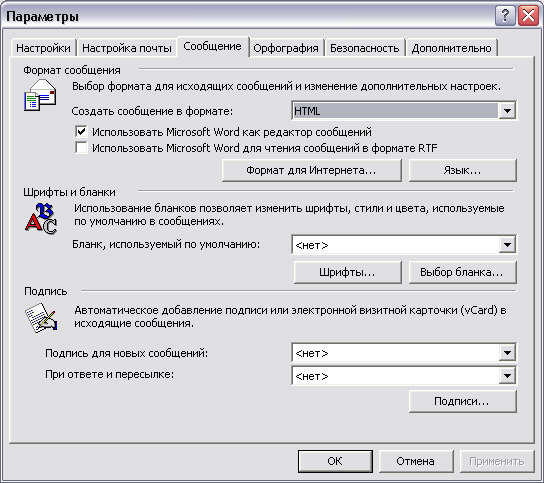 Параметры
Настройки Настройка почты Сообщение Орфография Безопасность Дополнительно
Формат сообщения
Выбор формата для исходящих сообщений и изменение дополнительных настроек.
Создать сообщение в формате: HTML
Использовать Microsoft Word как редактор сообщений
Использовать Microsoft Word для чтения сообщений в формате RTF
Формат для Интернета... Язык...
Шрифты и бланки
Использование бланков позволяет изменить шрифты, стили и цвета, используемые
по умолчанию в сообщениях.
Бланк, используемый по умолчанию: <нет>
Шрифты... Выбор бланка...
Подпись
Автоматическое добавление подписи или электронной визитной карточки (vCard) в
исходящие сообщения.
Подпись для новых сообщений: <нет>
При ответе и пересылке: <нет>
Подписи...
ОК Отмена Применить